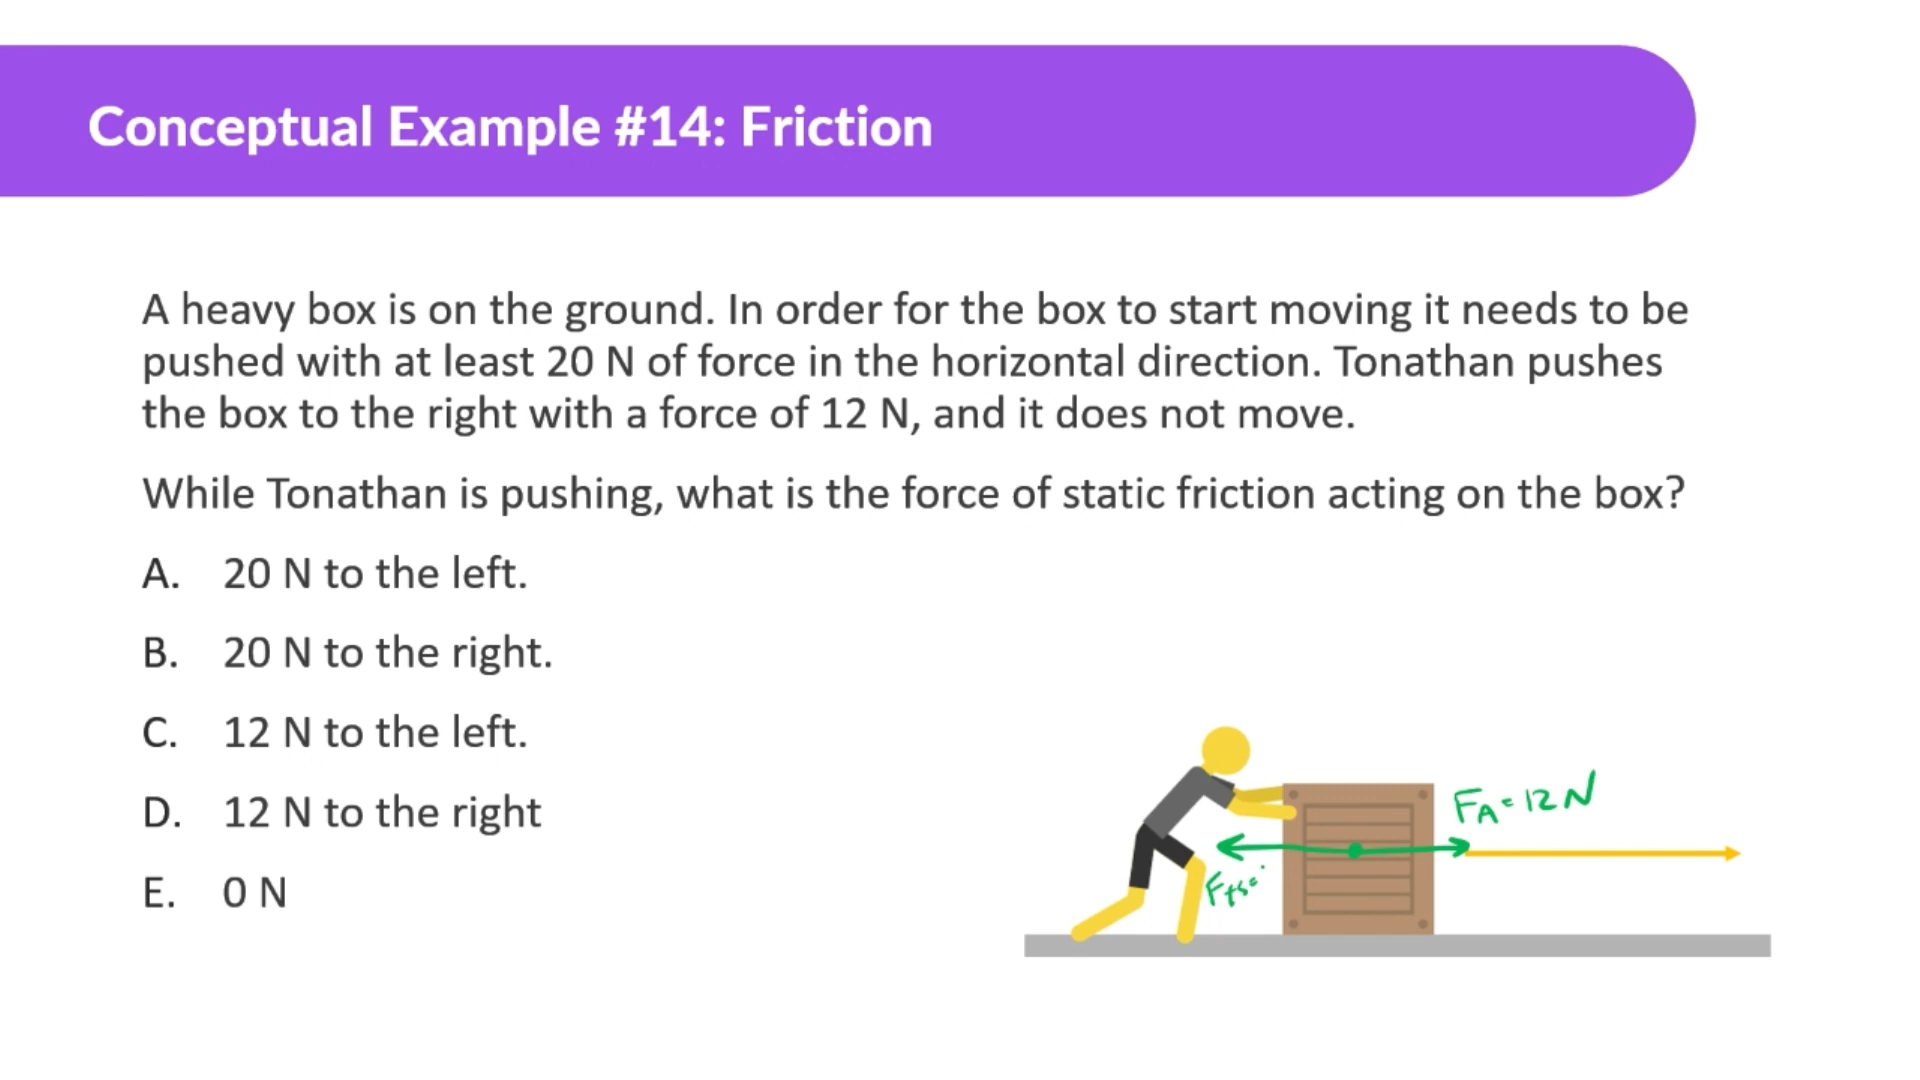 Conceptual Example #14: Friction
A heavy box is on the ground. In order for the box to start moving it needs to be
pushed with at least 20 N of force in the horizontal direction. Tonathan pushes
the box to the right with a force of 12 N, and it does not move.
While Tonathan is pushing, what is the force of static friction acting on the box?
A. 20 N to the left.
B. 20 N to the right.
C. 12 N to the left.
D. 12 N to the right
E. 0 N
FA = 12 N